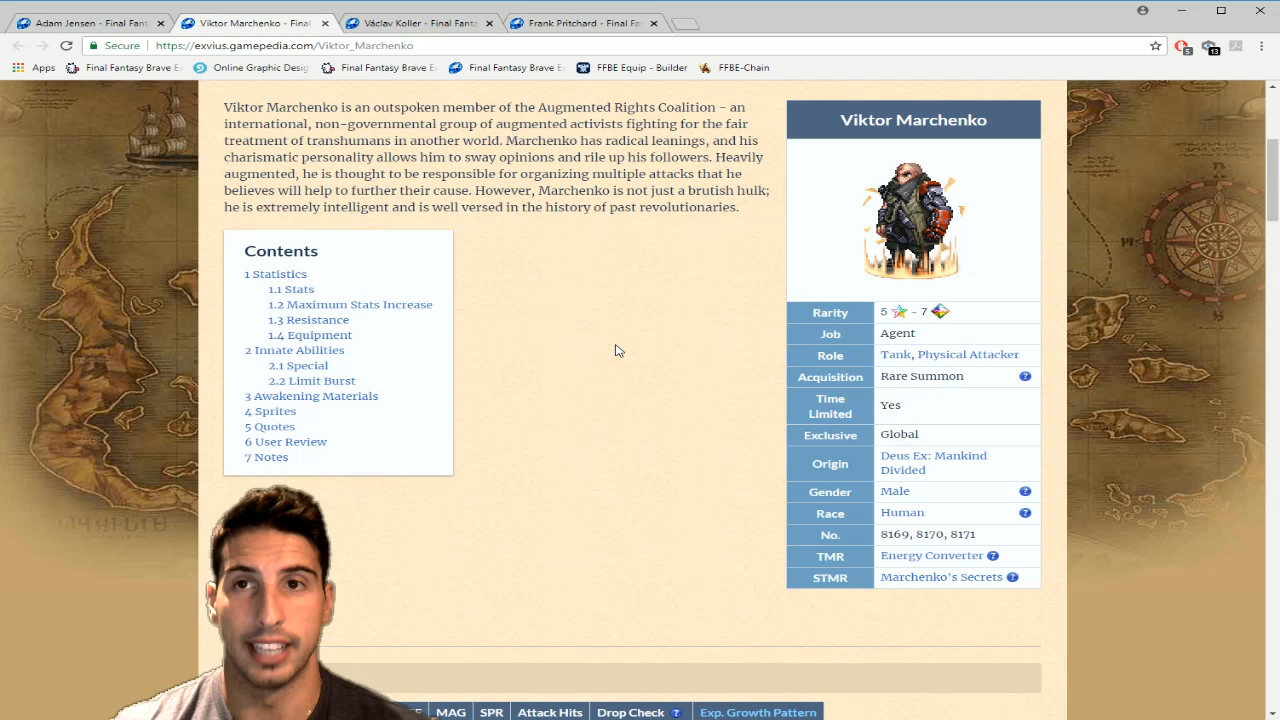 Adam Jensen - Final Fant
Viktor Marchenko - Final
Václav Koller - Final Fanta
Frank Pritchard - Final Fa
Secure
https://exvius.gamepedia.com/Viktor_Marchenko
5
13
Apps
Final Fantasy Brave E
Online Graphic Desig
Final Fantasy Brave E
Final Fantasy Brave E
FFBE Equip - Builder
FFBE-Chain
Viktor Marchenko is an outspoken member of the Augmented Rights Coalition - an
international, non-governmental group of augmented activists fighting for the fair
treatment of transhumans in another world. Marchenko has radical leanings, and his
charismatic personality allows him to sway opinions and rile up his followers. Heavily
augmented, he is thought to be responsible for organizing multiple attacks that he
believes will help to further their cause. However, Marchenko is not just a brutish hulk;
he is extremely intelligent and is well versed in the history of past revolutionaries.
Contents
1 Statistics
1.1 Stats
1.2 Maximum Stats Increase
1.3 Resistance
1.4 Equipment
2 Innate Abilities
2.1 Special
2.2 Limit Burst
3 Awakening Materials
4 Sprites
5 Quotes
6 User Review
7 Notes
Viktor Marchenko
Rarity 5 - 7
Job Agent
Role Tank, Physical Attacker
Acquisition Rare Summon ?
Time
Limited Yes
Exclusive Global
Origin Deus Ex: Mankind
Divided
Gender Male ?
Race Human ?
No. 8169, 8170, 8171
TMR Energy Converter ?
STMR Marchenko's Secrets ?
MAG SPR Attack Hits Drop Check ? Exp. Growth Pattern